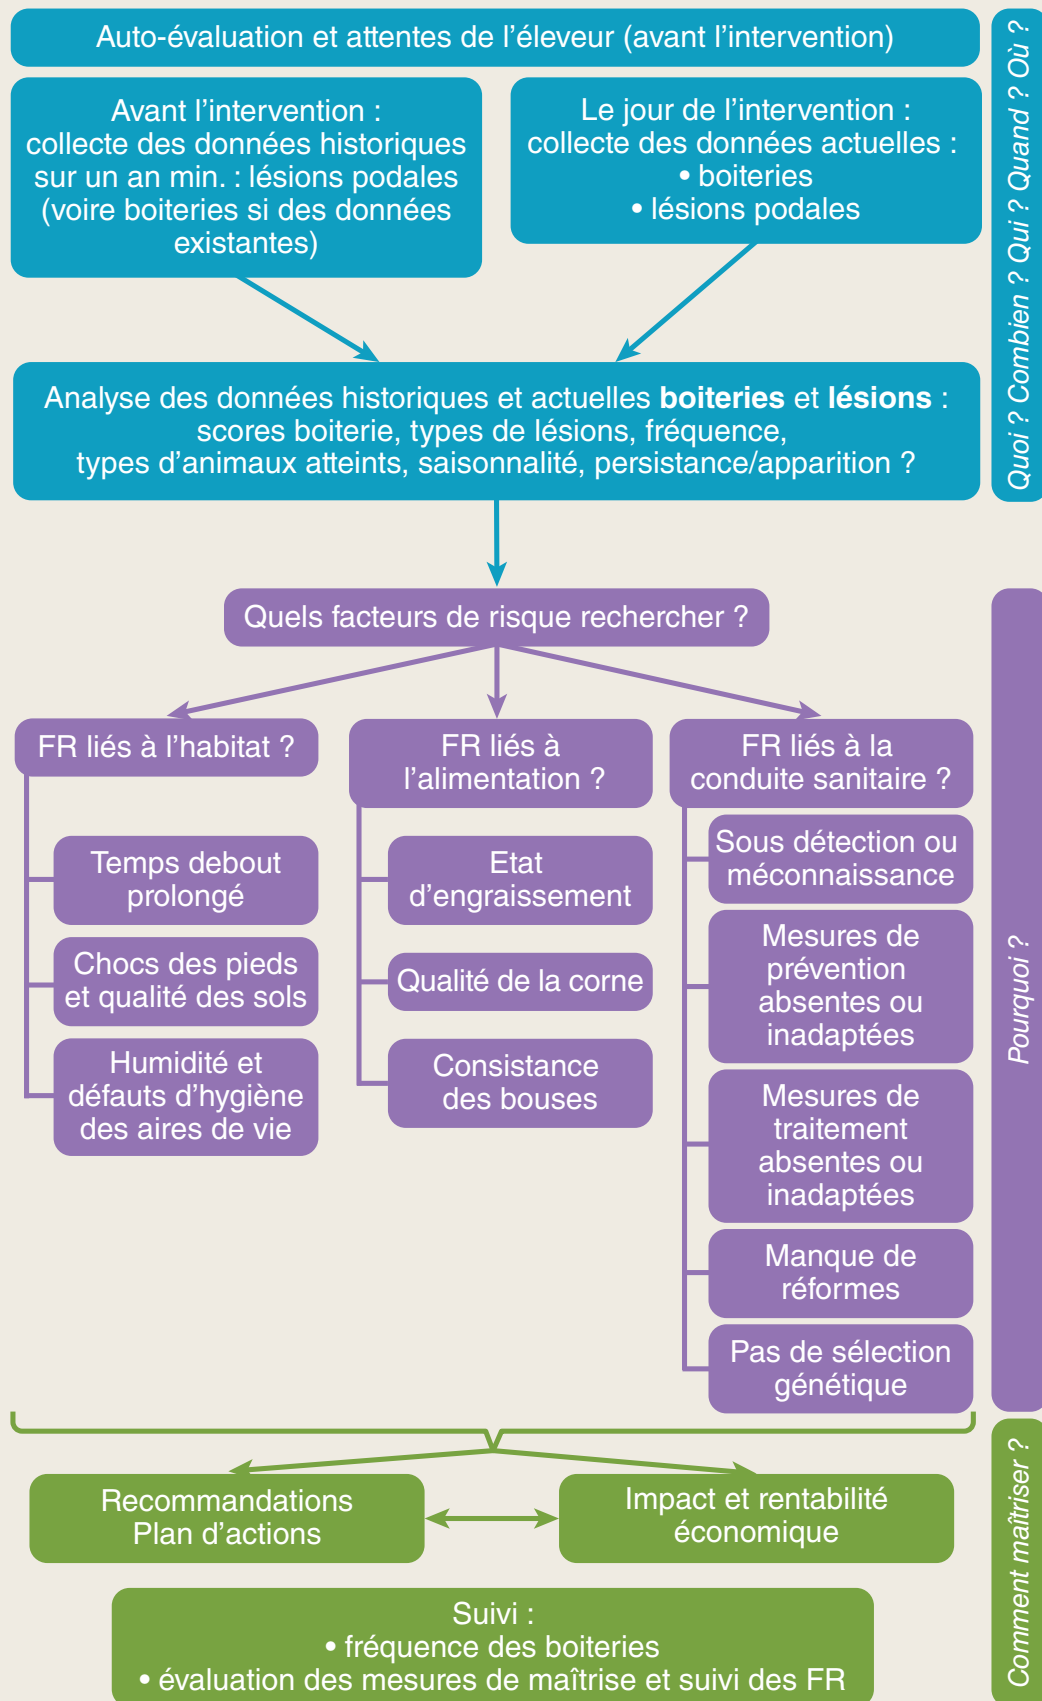 Auto-évaluation et attentes de l'éleveur (avant l'intervention)
Avant l'intervention :
collecte des données historiques
sur un an min. : lésions podales
(voire boiteries si des données
existantes)
Le jour de l'intervention :
collecte des données actuelles :
• boiteries
• lésions podales
Analyse des données historiques et actuelles boiteries et lésions :
scores boiterie, types de lésions, fréquence,
types d'animaux atteints, saisonnalité, persistance/apparition ?
Quoi ? Combien ? Qui ? Quand ? Où ?
Quels facteurs de risque rechercher ?
FR liés à l'habitat ?
Temps debout
prolongé
Chocs des pieds
et qualité des sols
Humidité et
défauts d'hygiène
des aires de vie
FR liés à
l'alimentation ?
Etat
d'engraissement
Qualité de la corne
Consistance
des bouses
FR liés à la
conduite sanitaire ?
Sous détection ou
méconnaissance
Mesures de
prévention
absentes ou
inadaptées
Mesures de
traitement
absentes ou
inadaptées
Manque de
réformes
Pas de sélection
génétique
Pourquoi ?
Recommandations
Plan d'actions
Impact et rentabilité
économique
Suivi :
• fréquence des boiteries
• évaluation des mesures de maîtrise et suivi des FR
Comment maîtriser ?